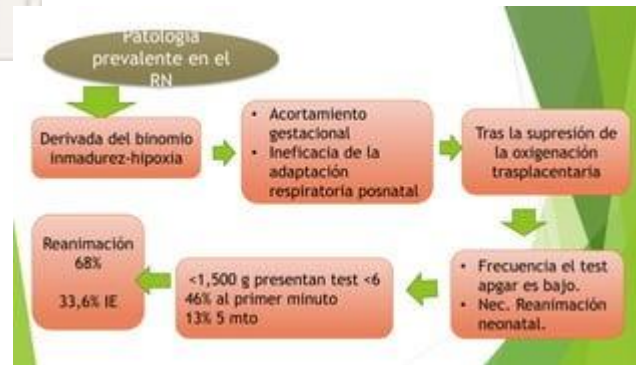 Patología
prevalente en el
RN
Derivada del binomio
inmadurez-hipoxia
• Acortamiento
gestacional
• Ineficacia de la
adaptación
respiratoria posnatal
Tras la supresión de
la oxigenación
trasplacentaria
• Frecuencia el test
apgar es bajo.
• Nec. Reanimación
neonatal.
<1,500 g presentan test <6
46% al primer minuto
13% 5 mto
Reanimación
68%
33,6% IE